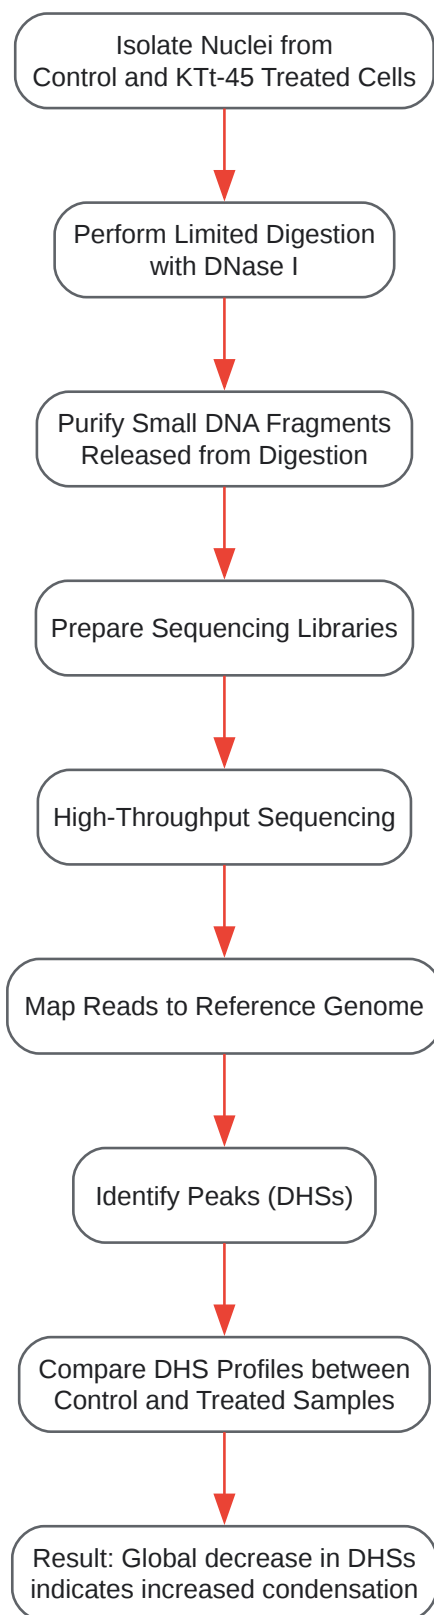 Isolate Nuclei from
Control and KTt-45 Treated Cells
Perform Limited Digestion
with DNase I
Purify Small DNA Fragments
Released from Digestion
Prepare Sequencing Libraries
High-Throughput Sequencing
Map Reads to Reference Genome
Identify Peaks (DHSs)
Compare DHS Profiles between
Control and Treated Samples
Result: Global decrease in DHSs
indicates increased condensation